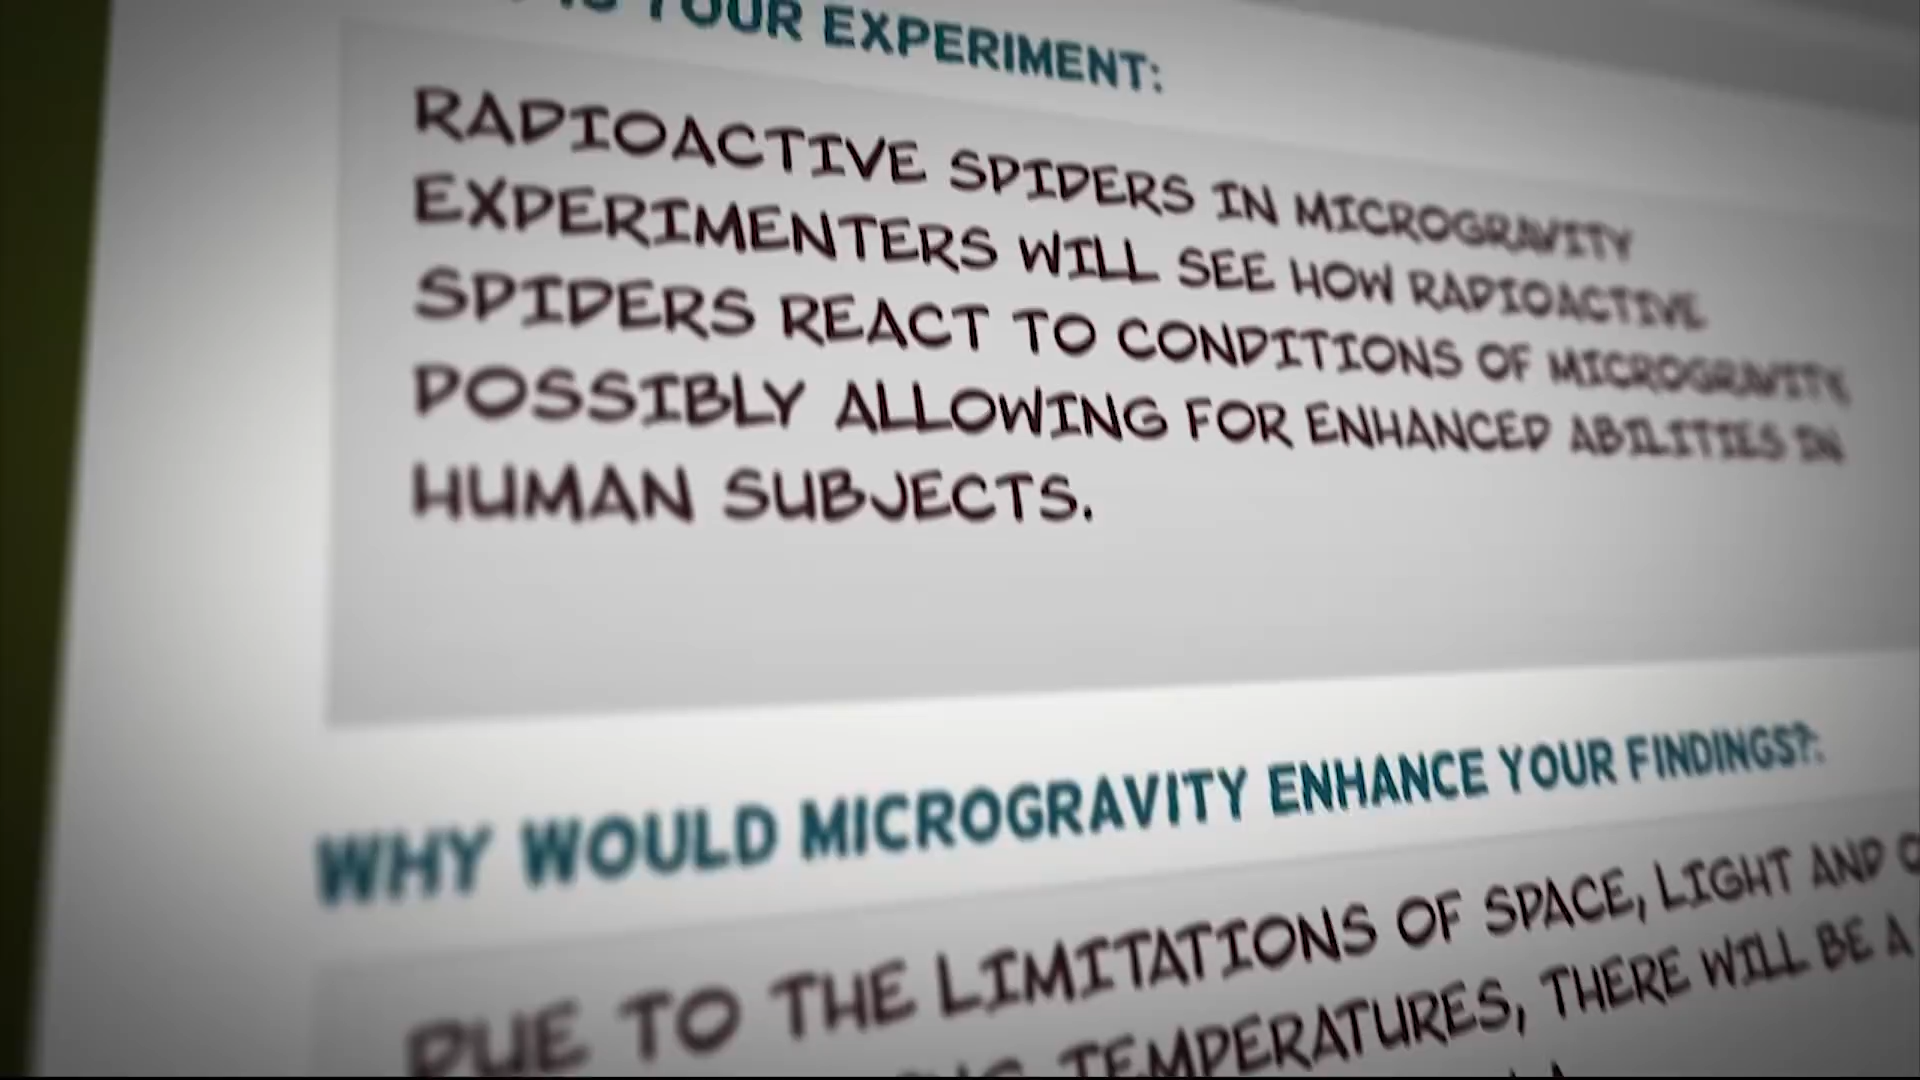 YOUR EXPERIMENT:
RADIOACTIVE SPIDERS IN MICROGRAVITY
EXPERIMENTERS WILL SEE HOW RADIOACTIVE
SPIDERS REACT TO CONDITIONS OF MICROGRAVITY,
POSSIBLY ALLOWING FOR ENHANCED ABILITIES IN
HUMAN SUBJECTS.
WHY WOULD MICROGRAVITY ENHANCE YOUR FINDINGS?:
DUE TO THE LIMITATIONS OF SPACE, LIGHT AND
TEMPERATURES, THERE WILL BE A